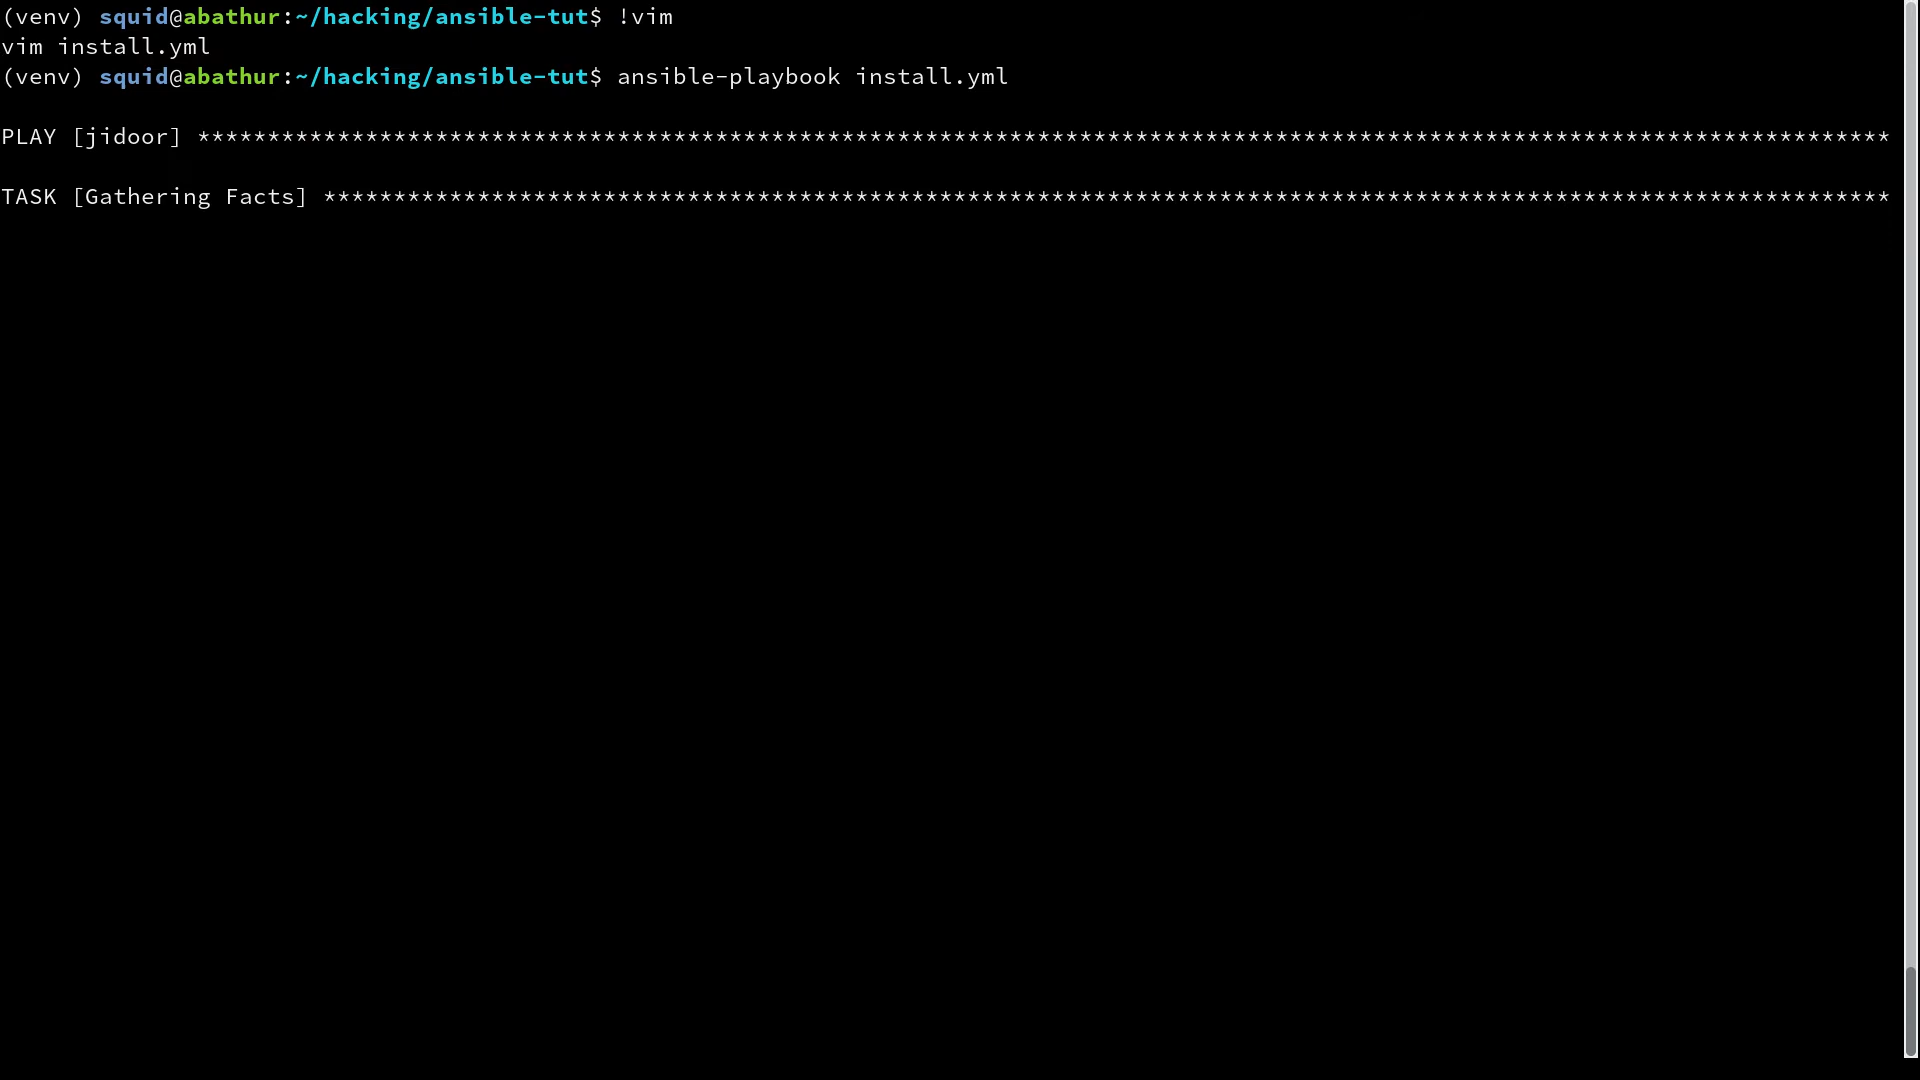 (venv) squid@abathur:~/hacking/ansible-tut$ !vim
vim install.yml
(venv) squid@abathur:~/hacking/ansible-tut$ ansible-playbook install.yml
PLAY [jidoor] *************************************************************************************************************************
TASK [Gathering Facts] ****************************************************************************************************************